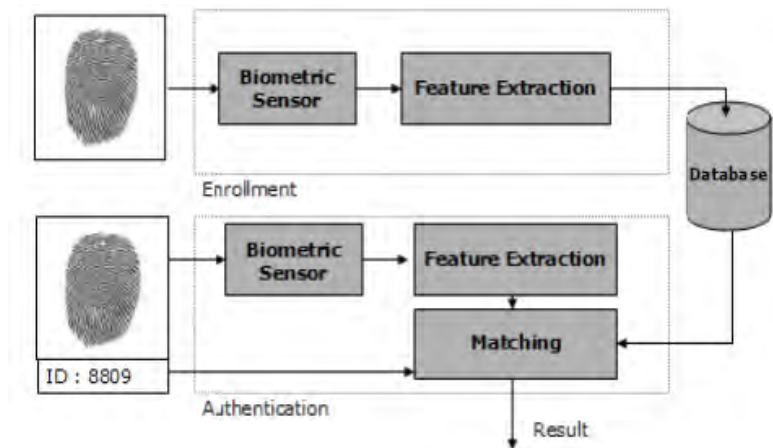 Biometric
Sensor
Feature Extraction
Database
Enrollment
Biometric
Sensor
Feature Extraction
Matching
ID : 8809
Authentication
Result